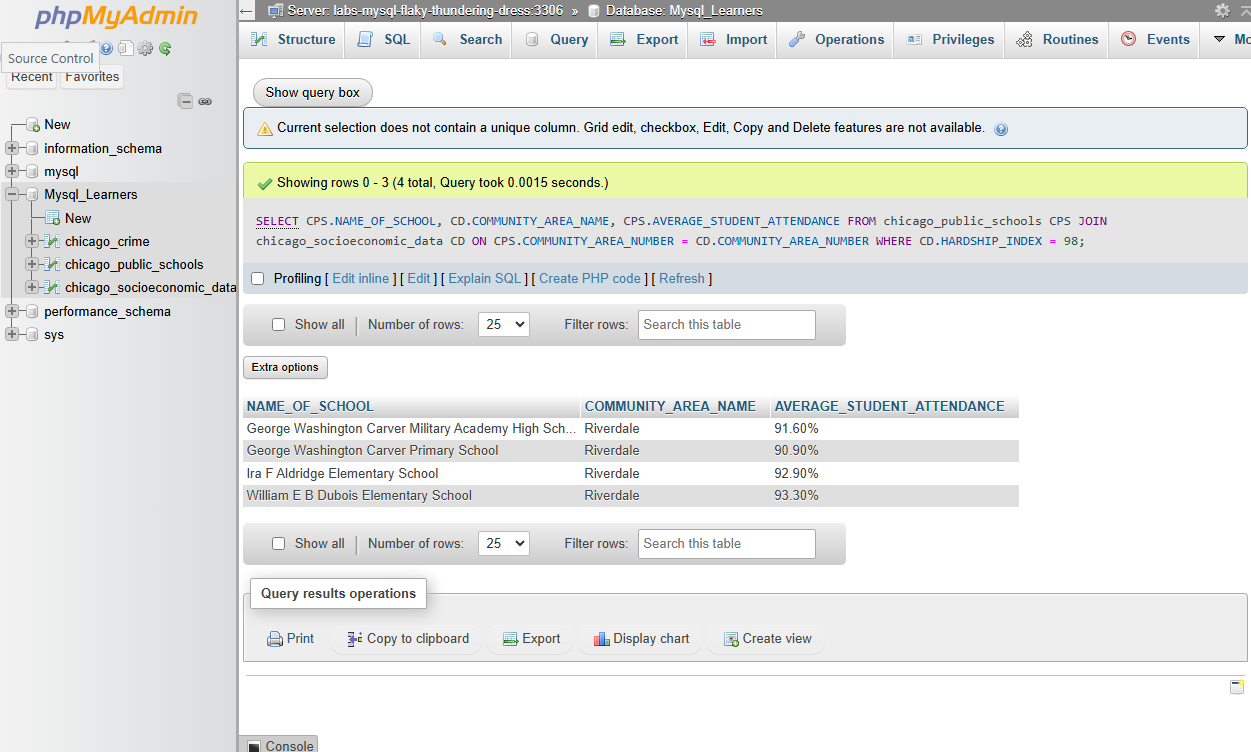 phpMyAdmin
Source Control
Recent Favorites
New
information_schema
mysql
Mysql_Learners
New
chicago_crime
chicago_public_schools
chicago_socioeconomic_data
performance_schema
sys
Server: labs-mysql-flaky-thundering-dress:3306 » Database: Mysql_Learners
Structure SQL Search Query Export Import Operations Privileges Routines Events Mo
Show query box
Current selection does not contain a unique column. Grid edit, checkbox, Edit, Copy and Delete features are not available.
Showing rows 0 - 3 (4 total, Query took 0.0015 seconds.)
SELECT CPS.NAME_OF_SCHOOL, CD.COMMUNITY_AREA_NAME, CPS.AVERAGE_STUDENT_ATTENDANCE FROM chicago_public_schools CPS JOIN
chicago_socioeconomic_data CD ON CPS.COMMUNITY_AREA_NUMBER = CD.COMMUNITY_AREA_NUMBER WHERE CD.HARDSHIP_INDEX = 98;
Profiling [ Edit inline ] [ Edit ] [ Explain SQL ] [ Create PHP code ] [ Refresh ]
Show all | Number of rows: 25 Filter rows: Search this table
Extra options
NAME_OF_SCHOOL COMMUNITY_AREA_NAME AVERAGE_STUDENT_ATTENDANCE
George Washington Carver Military Academy High Sch... Riverdale 91.60%
George Washington Carver Primary School Riverdale 90.90%
Ira F Aldridge Elementary School Riverdale 92.90%
William E B Dubois Elementary School Riverdale 93.30%
Show all | Number of rows: 25 Filter rows: Search this table
Query results operations
Print Copy to clipboard Export Display chart Create view
Console